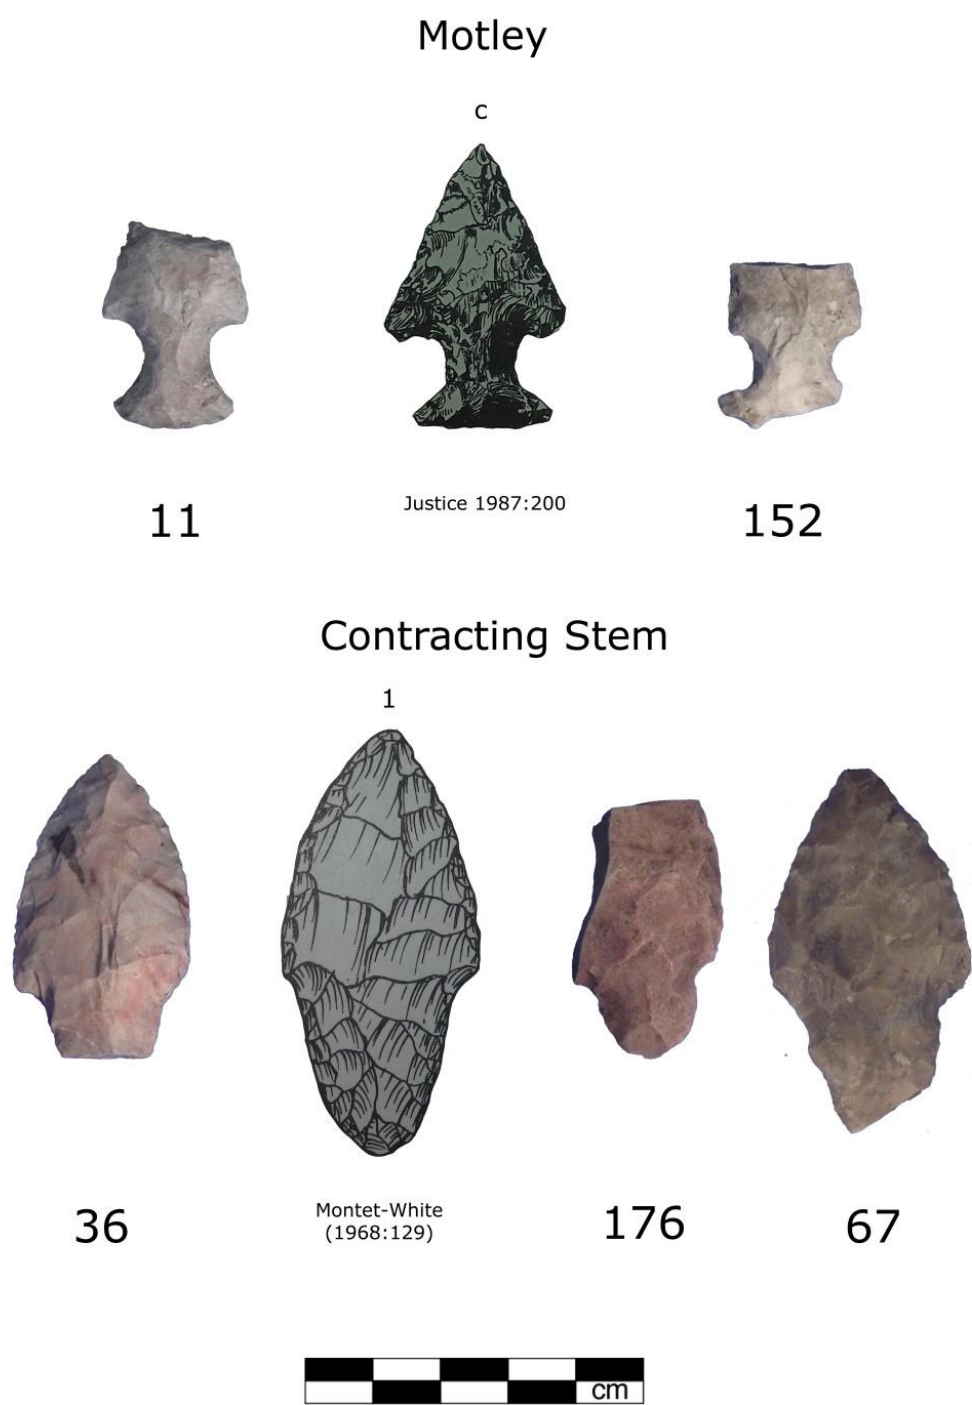 Motley
c
11
Justice 1987:200
152
Contracting Stem
1
36
Montet-White
(1968:129)
176
67
cm